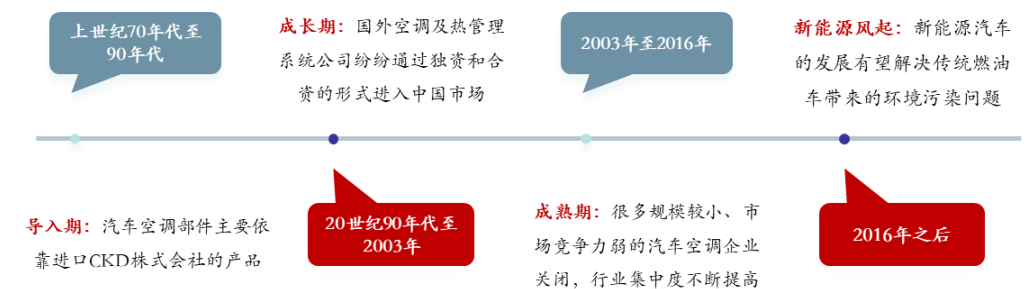 上世纪70年代至
90年代
导入期：汽车空调部件主要依
靠进口CKD株式会社的产品
成长期：国外空调及热管理
系统公司纷纷通过独资和合
资的形式进入中国市场
20世纪90年代至
2003年
2003年至2016年
成熟期：很多规模较小、市
场竞争力弱的汽车空调企业
关闭，行业集中度不断提高
新能源风起：新能源汽车
的发展有望解决传统燃油
车带来的环境污染问题
2016年之后